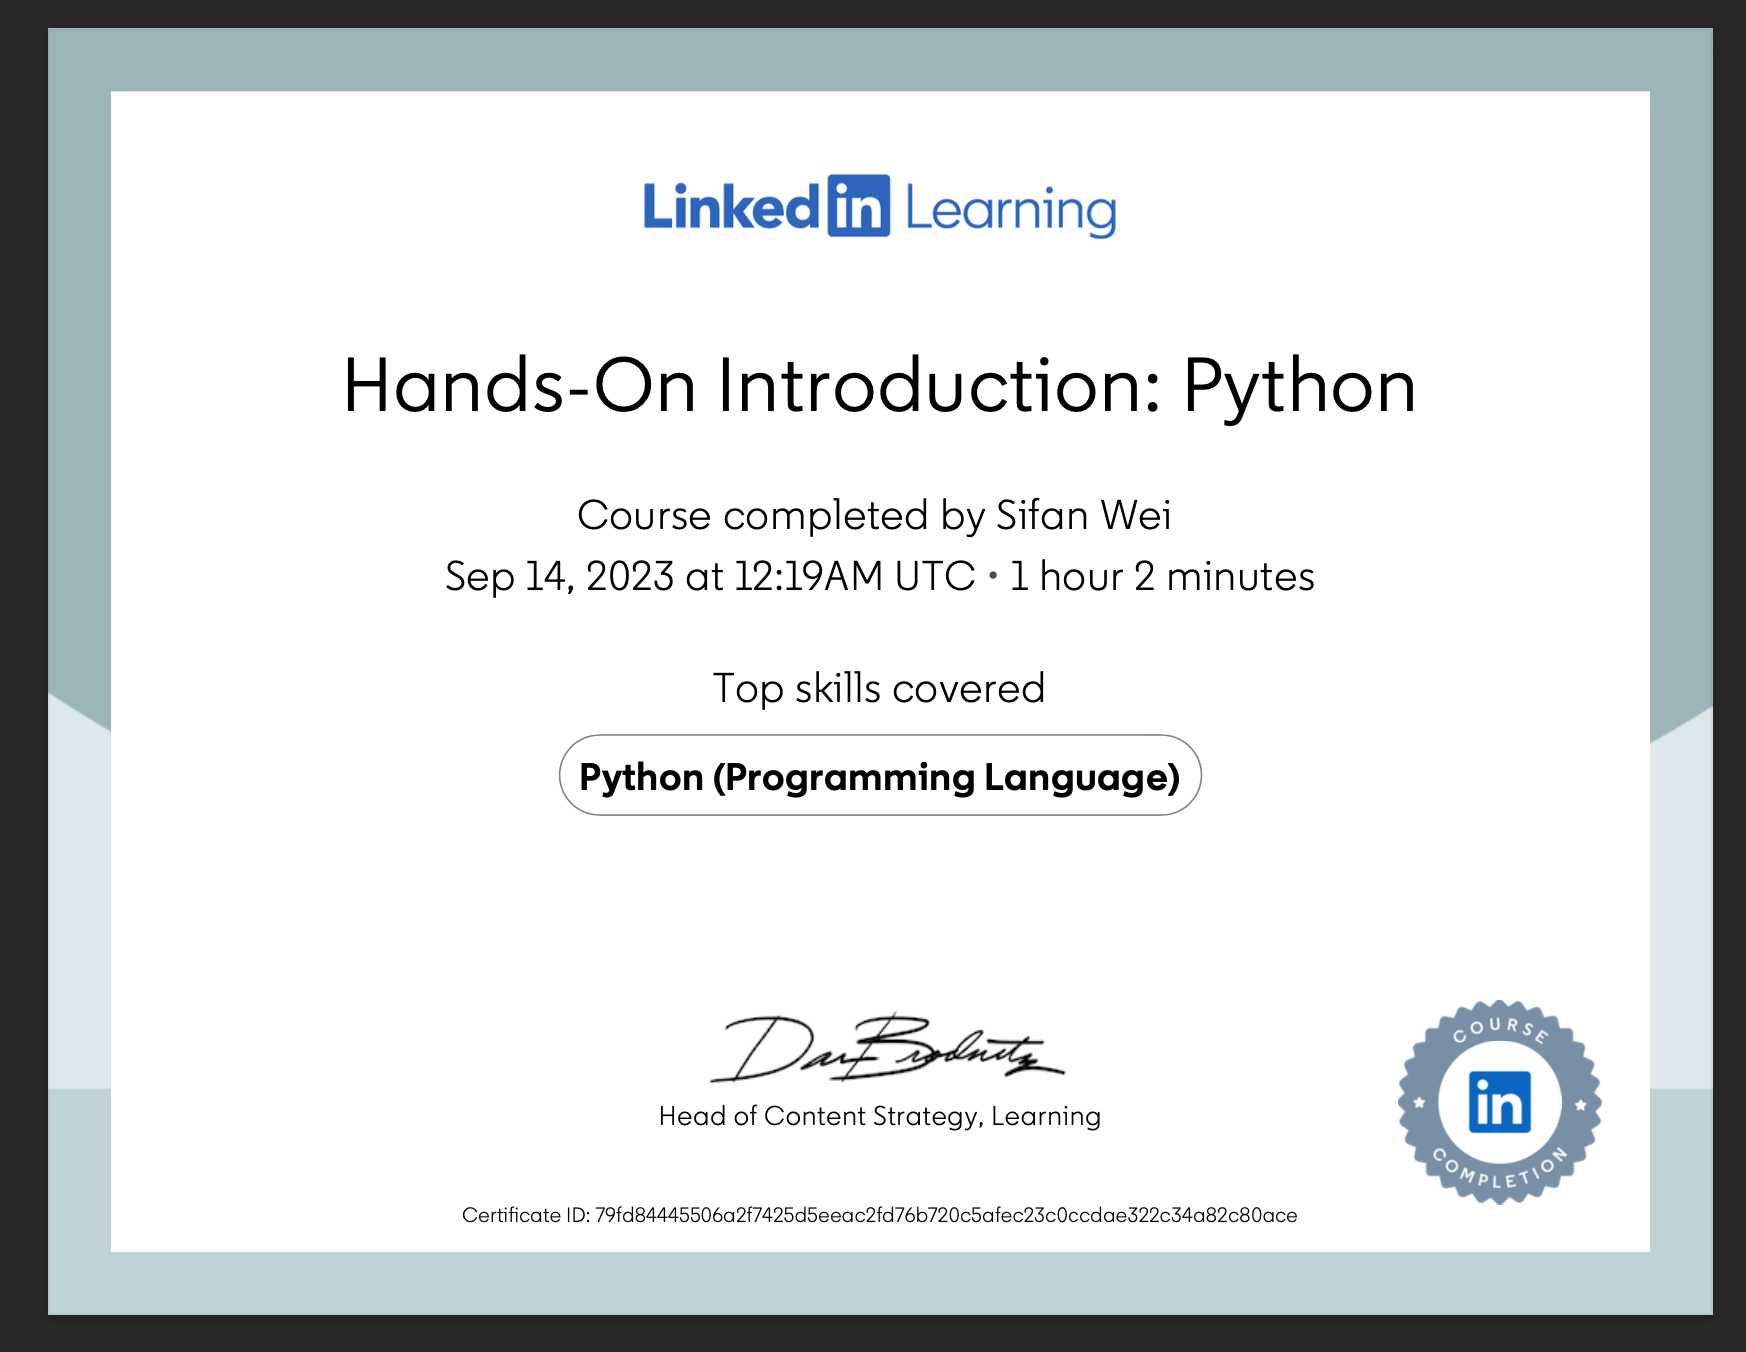 Linked in Learning
Hands-On Introduction: Python
Course completed by Sifan Wei
Sep 14, 2023 at 12:19AM UTC • 1 hour 2 minutes
Top skills covered
Python (Programming Language)
Dan Brodnitz
Head of Content Strategy, Learning
COURSE
in
COMPLETION
Certificate ID: 79fd84445506a2f7425d5eeac2fd76b720c5afec23c0ccdae322c34a82c80ace